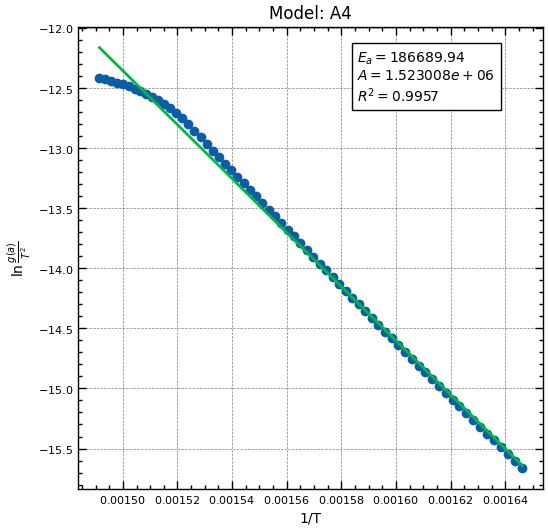 Model: A4
E_a = 186689.94
A = 1.523008e + 06
R^2 = 0.9957
−12.0
−12.5
−13.0
−13.5
−14.0
−14.5
−15.0
−15.5
ln g(a)/T^2
0.00150 0.00152 0.00154 0.00156 0.00158 0.00160 0.00162 0.00164
1/T